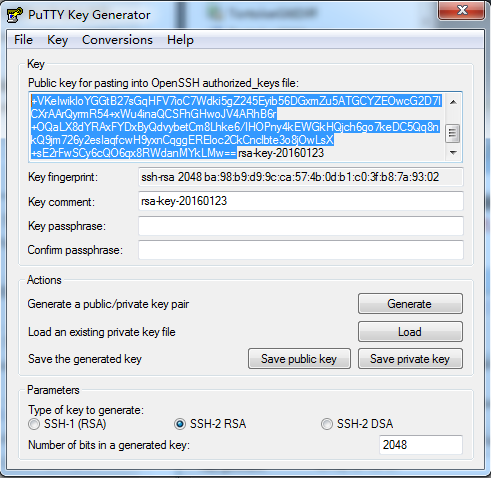 TortoiseGitIDiff
PuTTY Key Generator
File Key Conversions Help
Key
Public key for pasting into OpenSSH authorized_keys file:
+VKeIwikIoYGGtB27sGqHFV7ioC7Wdki5gZ245Eyib56DGxmZu5ATGCYZEOwcG2D7l
CXrAArQyrmR54+xWu4inaQCSFhGHwoJV4ARhB6r
+OQaLX8dYRAxFYDxByQdvybetCm8Lhke6/IHOPny4kEWGkHQjch6go7keDC5Qq8n
kQ9jm726y2esIaqfcwH9yxnCqggEREIoc2CkCnclbte3o8jOwLsX
+sE2rFwSCy6cQO6qx8RWdanMYkLMw== rsa-key-20160123
Key fingerprint: ssh-rsa 2048 ba:98:b9:d9:9c:ca:57:4b:0d:b1:c0:3f:b8:7a:93:02
Key comment: rsa-key-20160123
Key passphrase:
Confirm passphrase:
Actions
Generate a public/private key pair Generate
Load an existing private key file Load
Save the generated key Save public key Save private key
Parameters
Type of key to generate:
SSH-1 (RSA) SSH-2 RSA SSH-2 DSA
Number of bits in a generated key: 2048